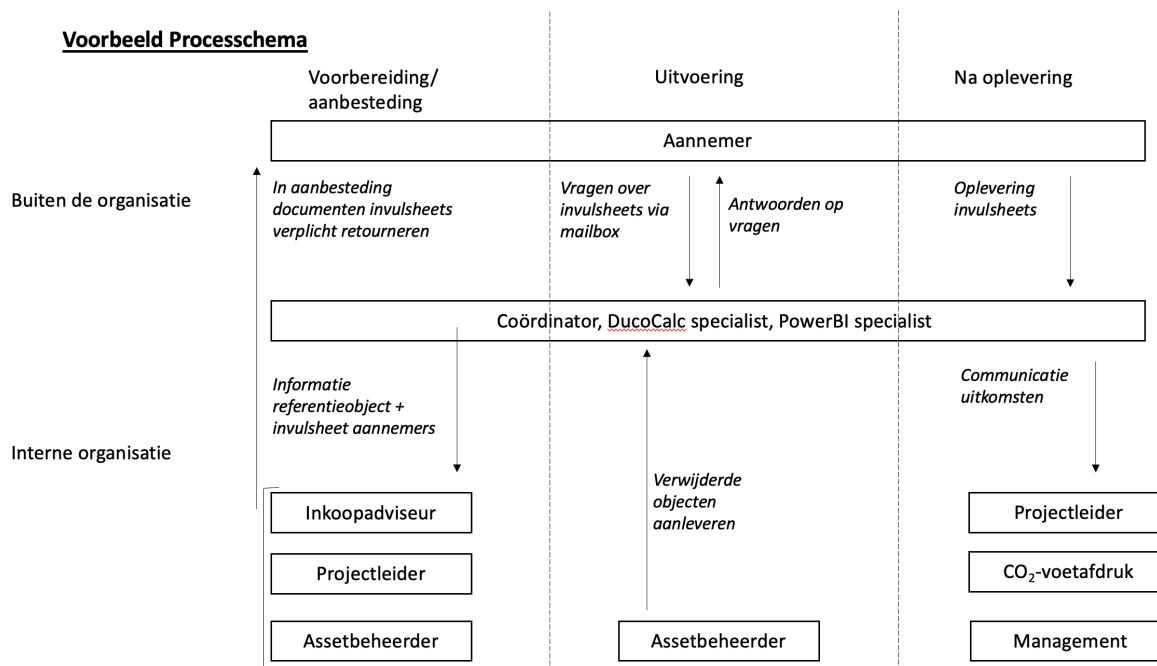 Voorbeeld Processchema
Voorbereiding/
aanbesteding
Uitvoering
Na oplevering
Aannemer
Buiten de organisatie
In aanbesteding
documenten invulsheets
verplicht retourneren
Vragen over
invulsheets via
mailbox
Antwoorden op
vragen
Oplevering
invulsheets
Coördinator, DucoCalc specialist, PowerBI specialist
Informatie
referentieobject +
invulsheet aannemers
Communicatie
uitkomsten
Interne organisatie
Verwijderde
objecten
aanleveren
Inkoopadviseur
Projectleider
Projectleider
CO₂-voetafdruk
Assetbeheerder
Assetbeheerder
Management